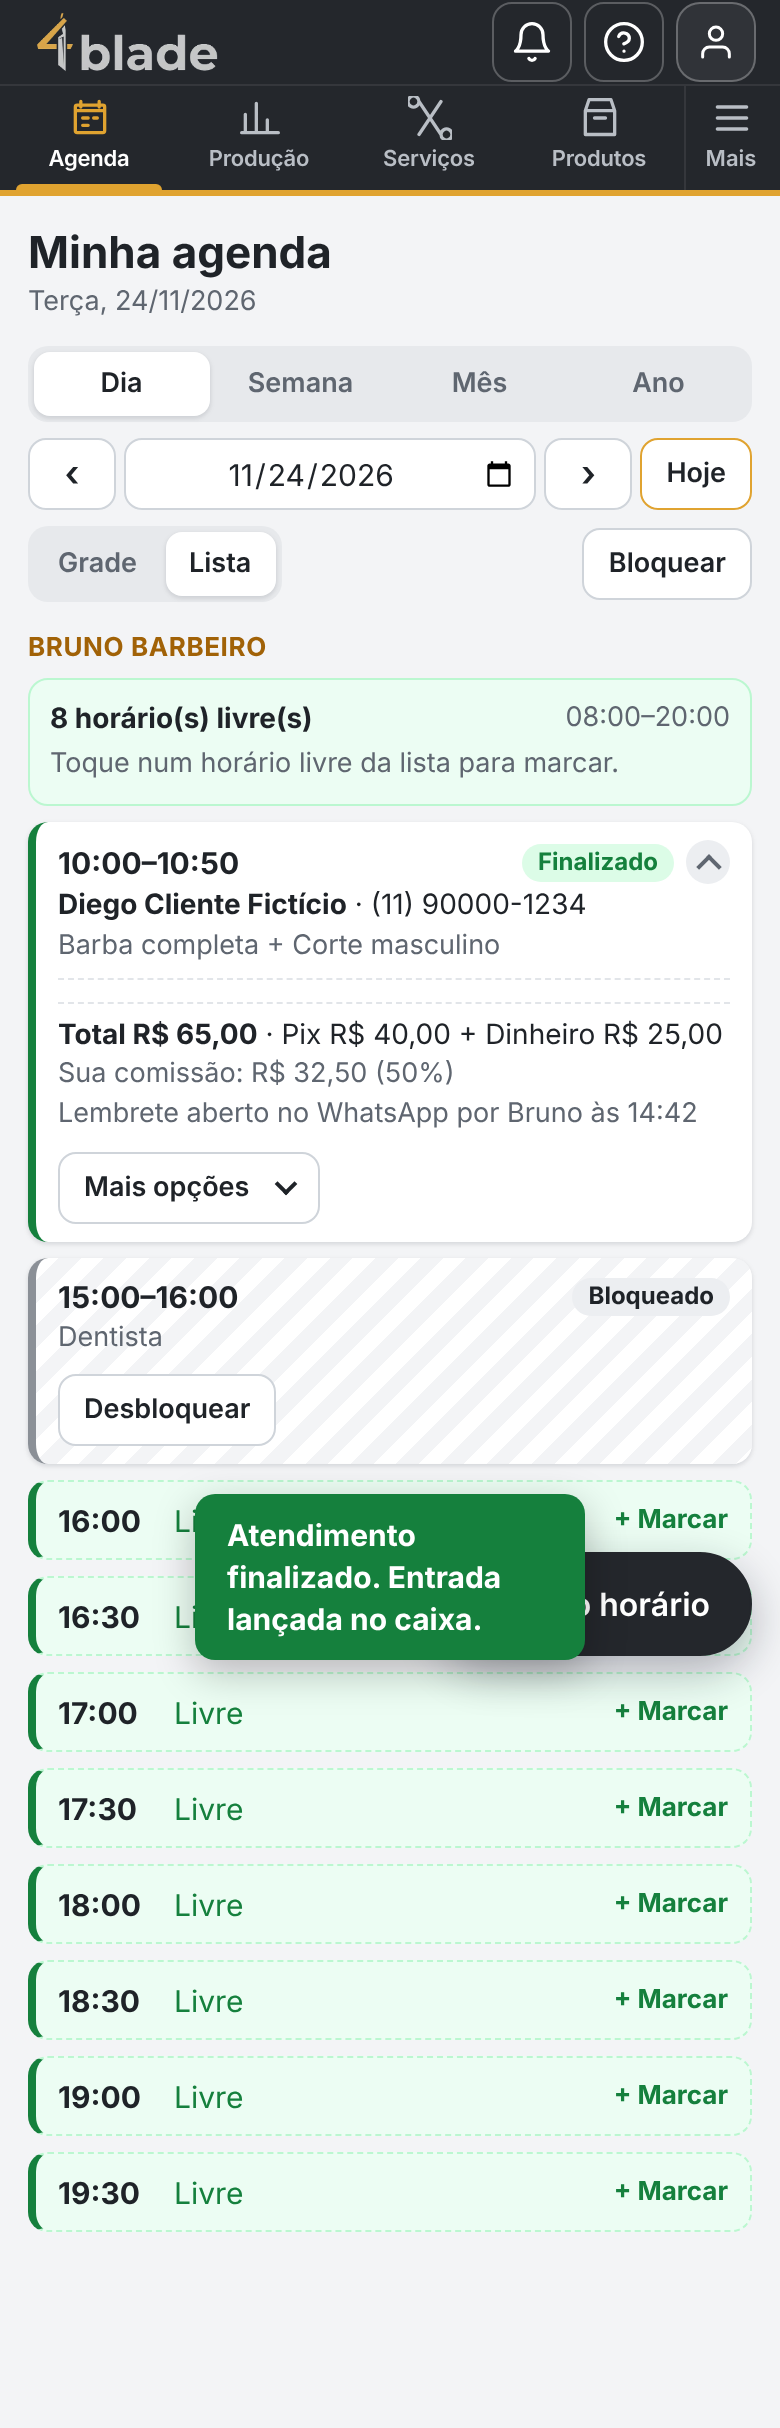 4blade
Agenda
Produção
Serviços
Produtos
Mais
Minha agenda
Terça, 24/11/2026
Dia
Semana
Mês
Ano
‹
11/24/2026
›
Hoje
Grade
Lista
Bloquear
BRUNO BARBEIRO
8 horário(s) livre(s)
08:00–20:00
Toque num horário livre da lista para marcar.
10:00–10:50
Finalizado
Diego Cliente Fictício · (11) 90000-1234
Barba completa + Corte masculino
Total R$ 65,00 · Pix R$ 40,00 + Dinheiro R$ 25,00
Sua comissão: R$ 32,50 (50%)
Lembrete aberto no WhatsApp por Bruno às 14:42
Mais opções
15:00–16:00
Bloqueado
Dentista
Desbloquear
16:00
+ Marcar
Atendimento
finalizado. Entrada
lançada no caixa.
16:30
horário
17:00 Livre + Marcar
17:30 Livre + Marcar
18:00 Livre + Marcar
18:30 Livre + Marcar
19:00 Livre + Marcar
19:30 Livre + Marcar